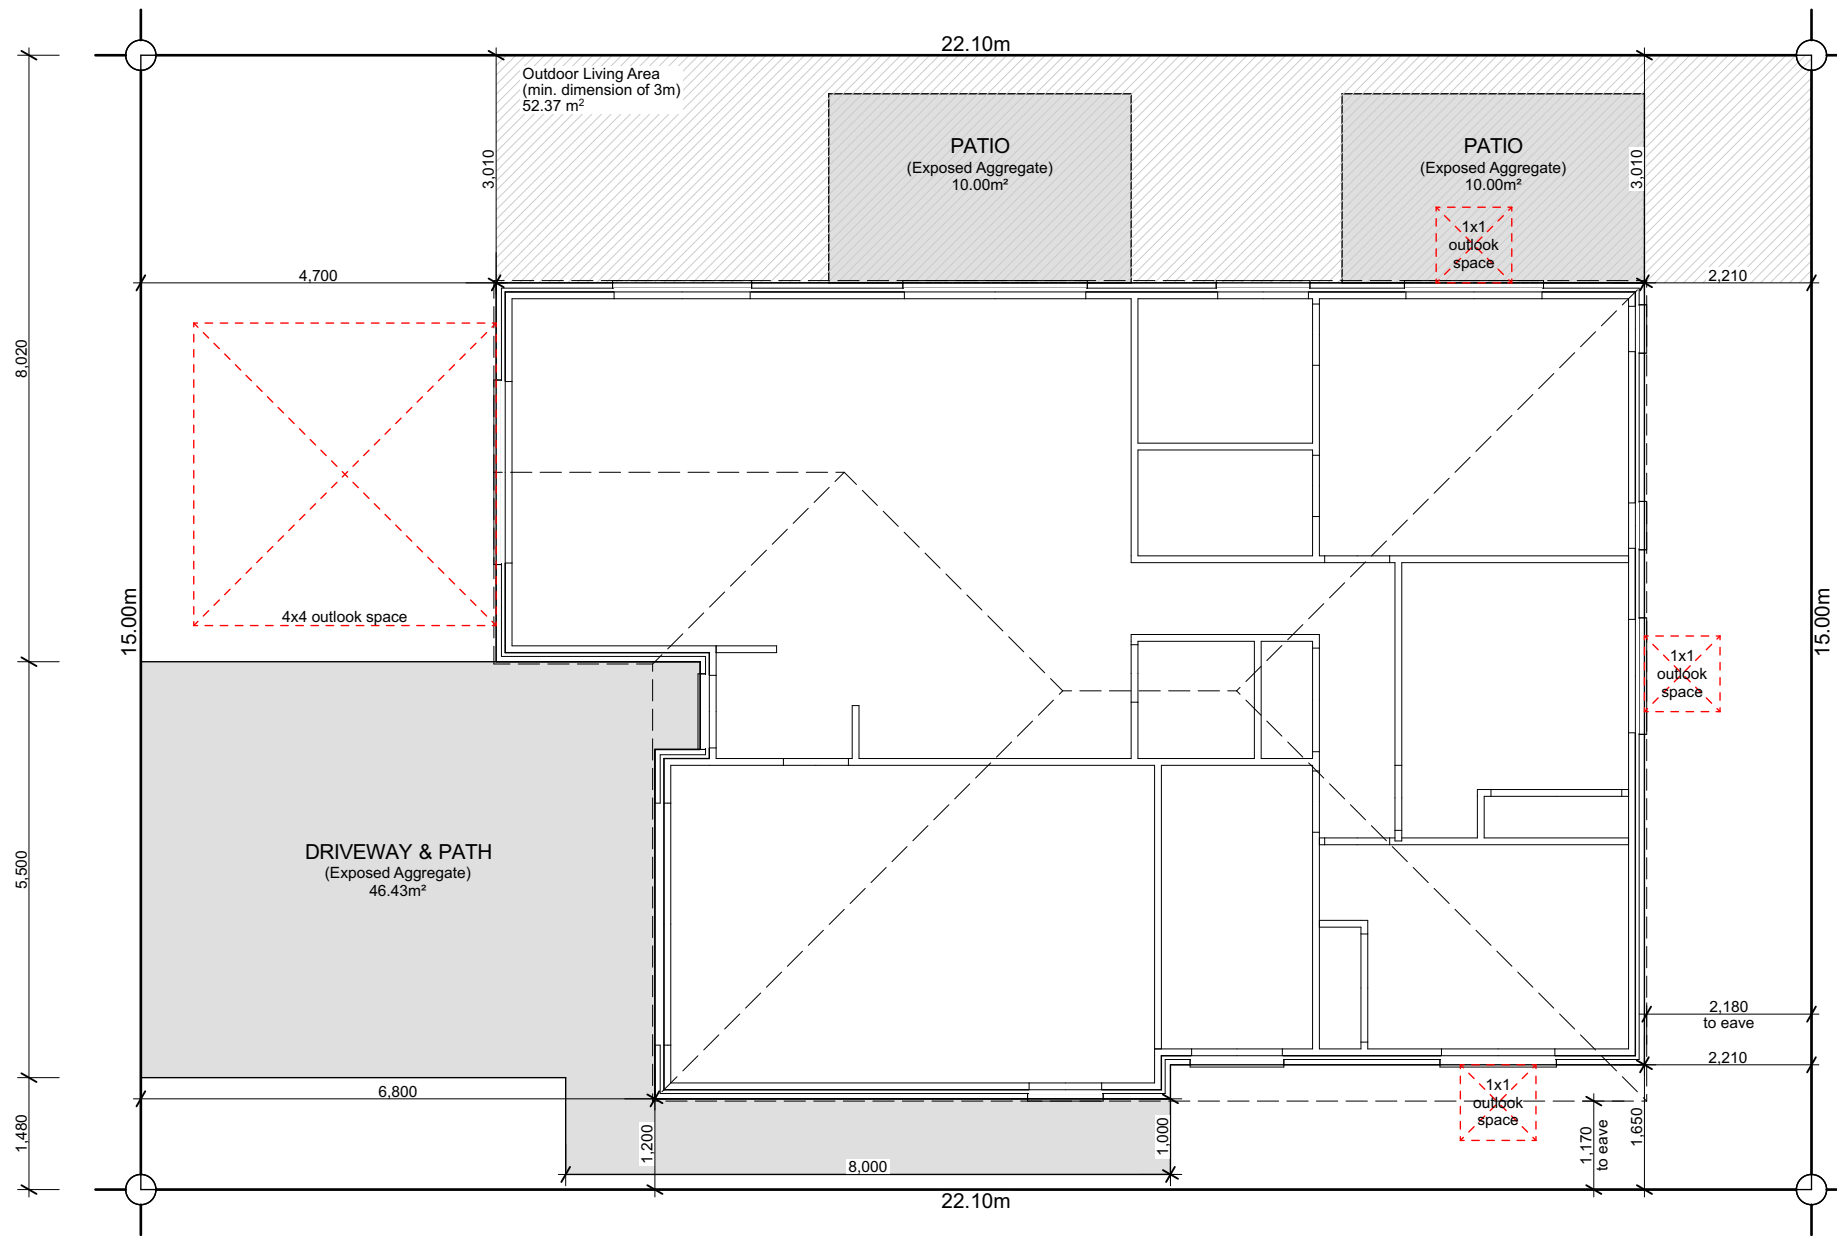 22.10m
Outdoor Living Area
(min. dimension of 3m)
52.37 m²
3,010
PATIO
(Exposed Aggregate)
10.00m²
PATIO
(Exposed Aggregate)
10.00m²
3,010
1x1
outlook
space
4,700
2,210
8,020
4x4 outlook space
15.00m
15.00m
1x1
outlook
space
5,500
DRIVEWAY & PATH
(Exposed Aggregate)
46.43m²
2,180
to eave
2,210
6,800
1x1
outlook
space
1,480
1,200
1,000
1,170
to eave
1,650
8,000
22.10m